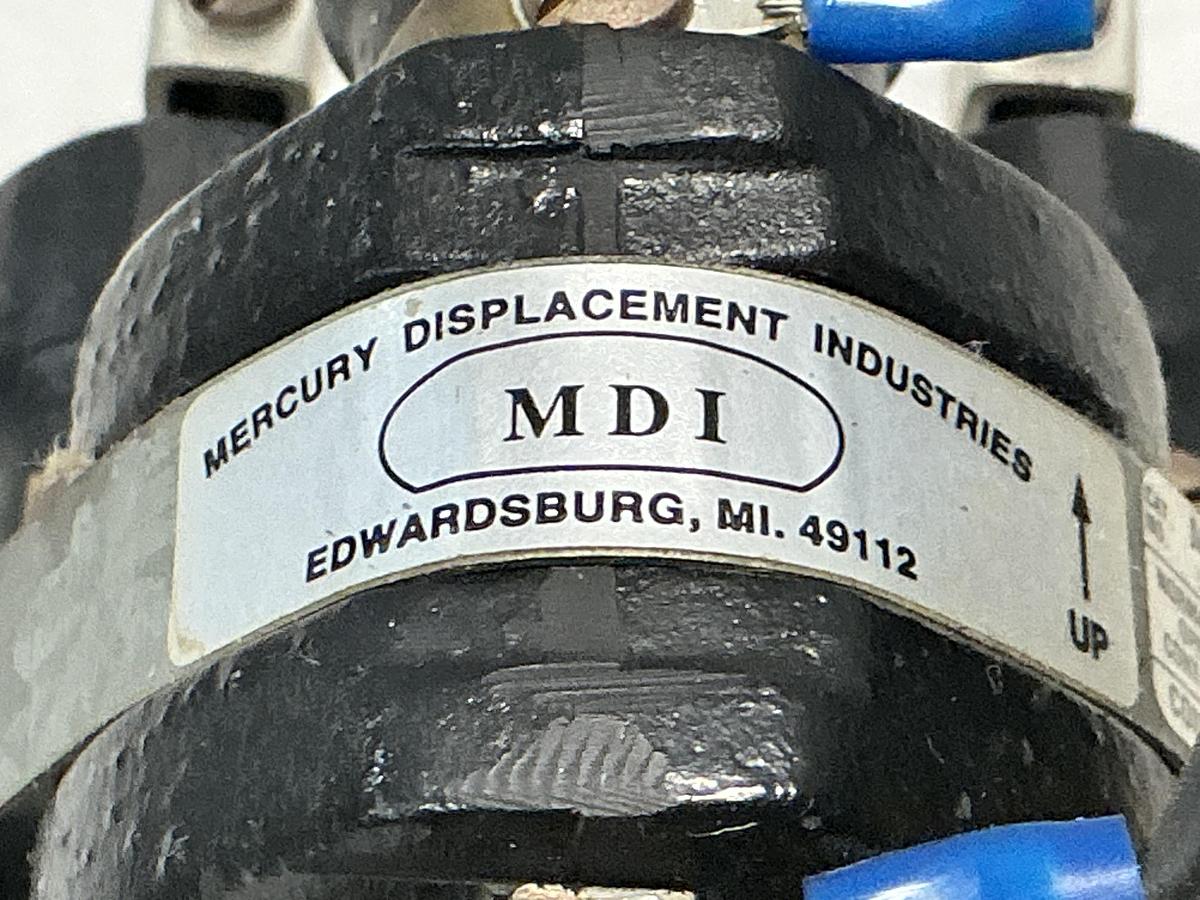 MERCURY DISPLACEMENT INDUSTRIES
MDI
EDWARDSBURG, MI. 49112
UP